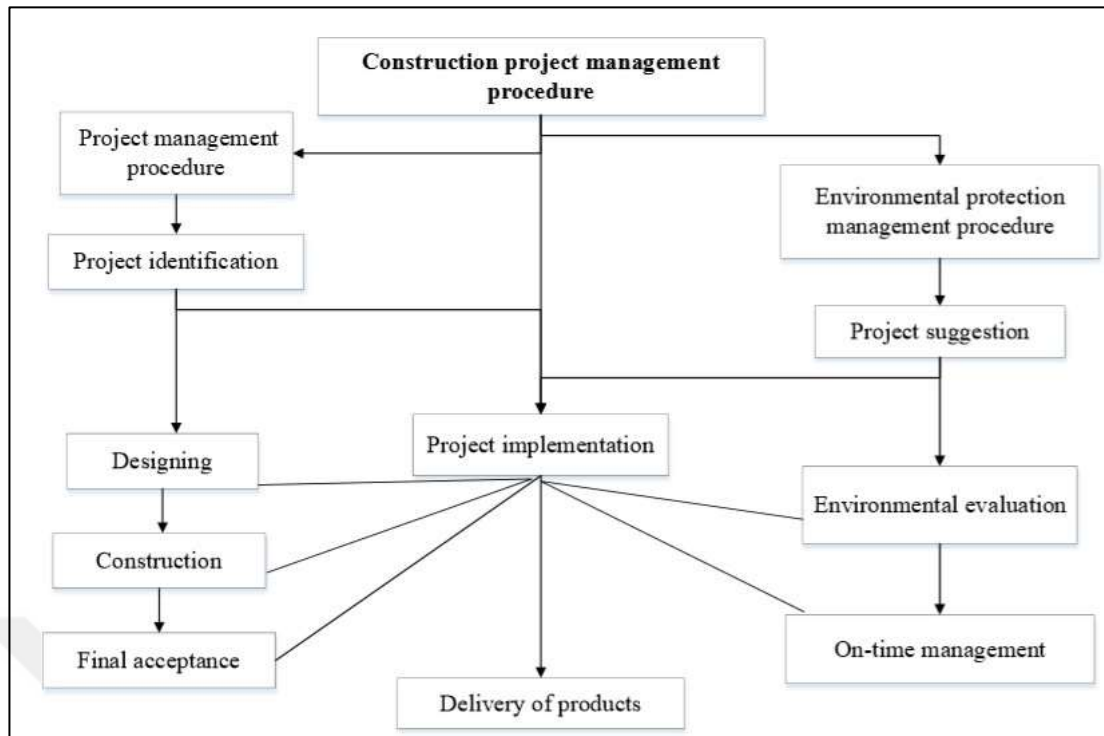 Construction project management
procedure
Project management
procedure
Environmental protection
management procedure
Project identification
Project suggestion
Project implementation
Designing
Environmental evaluation
Construction
Final acceptance
On-time management
Delivery of products